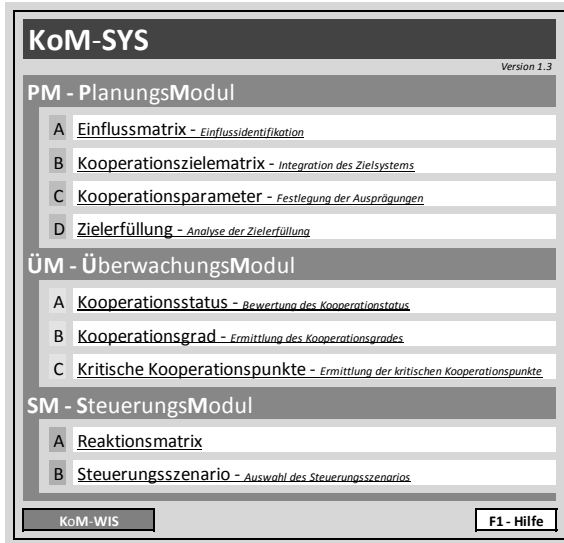 KoM-SYS
Version 1.3
PM - PlanungsModul
A Einflussmatrix - Einflussidentifikation
B Kooperationszielematrix - Integration des Zielsystems
C Kooperationsparameter - Festlegung der Ausprägungen
D Zielerfüllung - Analyse der Zielerfüllung
ÜM - ÜberwachungsModul
A Kooperationsstatus - Bewertung des Kooperationstatus
B Kooperationsgrad - Ermittlung des Kooperationsgrades
C Kritische Kooperationspunkte - Ermittlung der kritischen Kooperationspunkte
SM - SteuerungsModul
A Reaktionsmatrix
B Steuerungsszenario - Auswahl des Steuerungsszenarios
KoM-WIS F1 - Hilfe